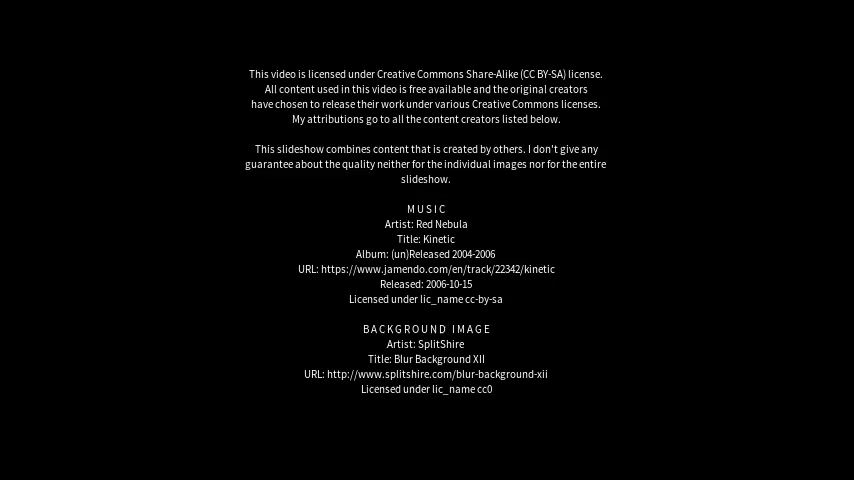 This video is licensed under Creative Commons Share-Alike (CC BY-SA) license.
All content used in this video is free available and the original creators
have chosen to release their work under various Creative Commons licenses.
My attributions go to all the content creators listed below.
This slideshow combines content that is created by others. I don't give any
guarantee about the quality neither for the individual images nor for the entire
slideshow.
MUSIC
Artist: Red Nebula
Title: Kinetic
Album: (un)Released 2004-2006
URL: https://www.jamendo.com/en/track/22342/kinetic
Released: 2006-10-15
Licensed under lic_name cc-by-sa
BACKGROUND IMAGE
Artist: SplitShire
Title: Blur Background XII
URL: http://www.splitshire.com/blur-background-xii
Licensed under lic_name cc0